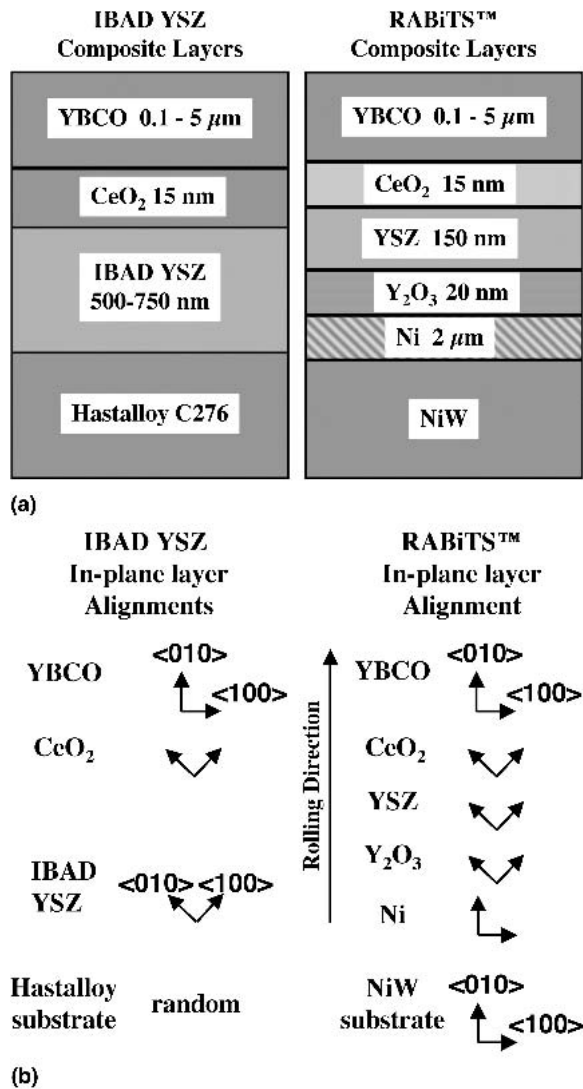 IBAD YSZ
Composite Layers
YBCO 0.1 - 5 µm
CeO₂ 15 nm
IBAD YSZ
500-750 nm
Hastalloy C276
RABiTS™
Composite Layers
YBCO 0.1 - 5 µm
CeO₂ 15 nm
YSZ 150 nm
Y₂O₃ 20 nm
Ni 2 µm
NiW
(a)
IBAD YSZ
In-plane layer
Alignments
YBCO
<010>
<100>
CeO₂
IBAD
YSZ
<010> <100>
Hastalloy
substrate
random
Rolling Direction
RABiTS™
In-plane layer
Alignment
YBCO
<010>
<100>
CeO₂
YSZ
Y₂O₃
Ni
NiW
substrate
<010>
<100>
(b)